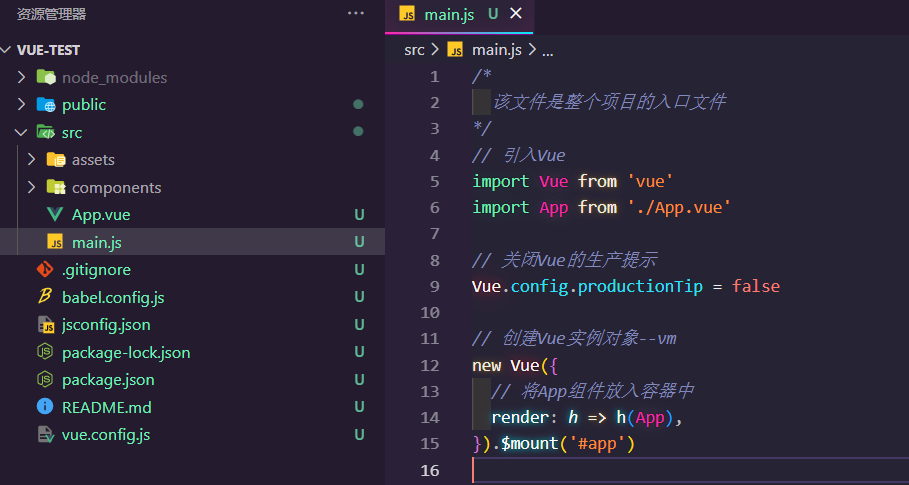 资源管理器 ···
VUE-TEST
node_modules
public
src
assets
components
App.vue U
main.js U
.gitignore U
babel.config.js U
jsconfig.json U
package-lock.json U
package.json U
README.md U
vue.config.js U
JS main.js U ×
src > JS main.js > ...
1 /*
2 该文件是整个项目的入口文件
3 */
4 // 引入Vue
5 import Vue from 'vue'
6 import App from './App.vue'
7
8 // 关闭Vue的生产提示
9 Vue.config.productionTip = false
10
11 // 创建Vue实例对象--vm
12 new Vue({
13 // 将App组件放入容器中
14 render: h => h(App),
15 }).$mount('#app')
16